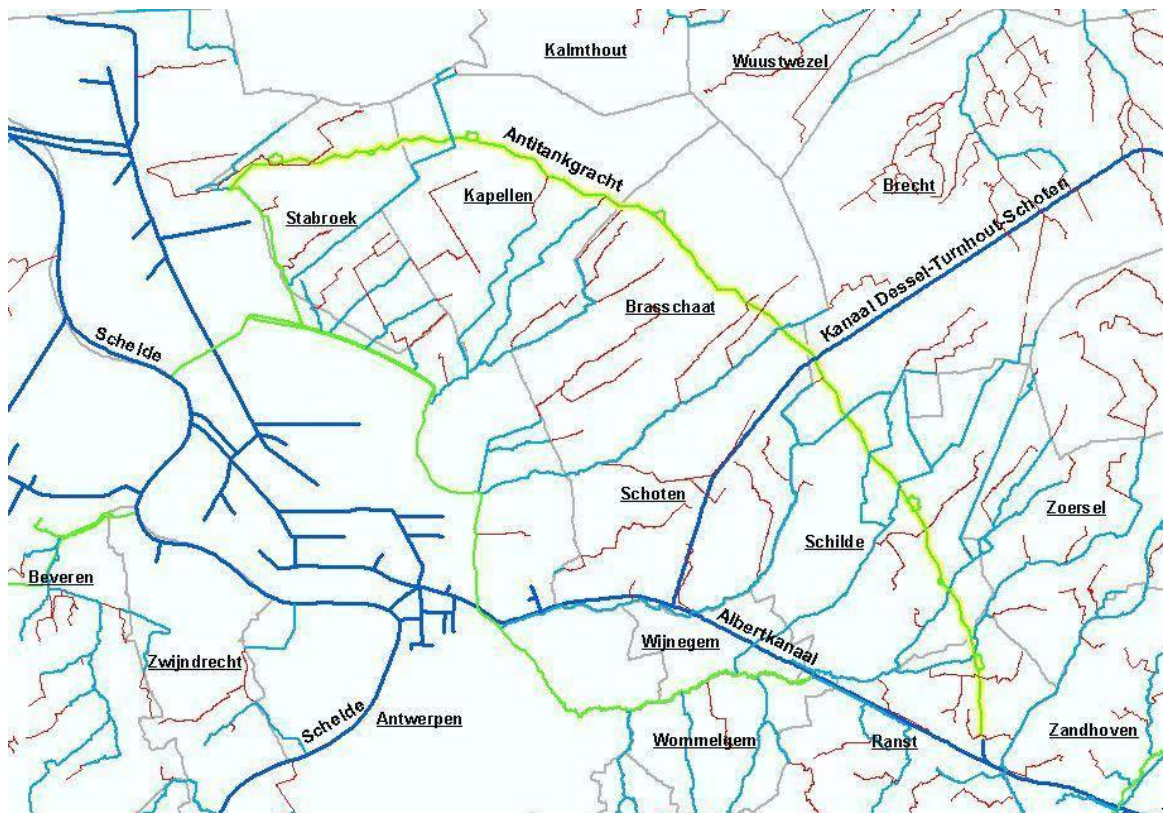 Kalmthout
Wuustwezel
Antitankgracht
Brecht
Kapellen
Stabroek
Kanaal Dessel-Turnhout-Schoten
Brasschaat
Schelde
Schoten
Zoersel
Schilde
Beveren
Albertkanaal
Wijnegem
Zwijndrecht
Schelde
Antwerpen
Wommelgem
Ranst
Zandhoven